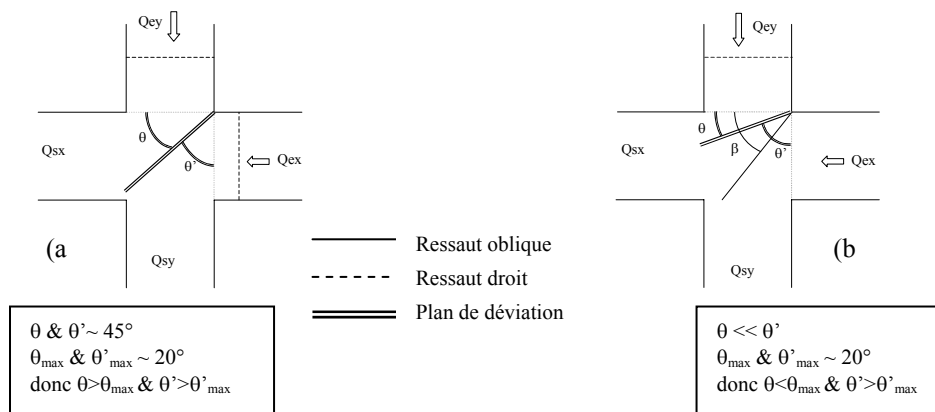 Qey
θ
θ'
Qsx
Qex
(a
Qsy
θ & θ'~ 45°
θmax & θ'max ~ 20°
donc θ>θmax & θ'>θ'max
Ressaut oblique
Ressaut droit
Plan de déviation
Qey
θ
β
θ'
Qsx
Qex
(b
Qsy
θ << θ'
θmax & θ'max ~ 20°
donc θ<θmax & θ'>θ'max